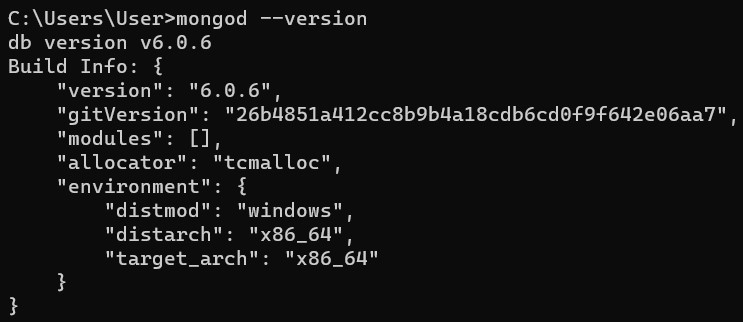 C:\Users\User>mongod --version
db version v6.0.6
Build Info: {
    "version": "6.0.6",
    "gitVersion": "26b4851a412cc8b9b4a18cdb6cd0f9f642e06aa7",
    "modules": [],
    "allocator": "tcmalloc",
    "environment": {
        "distmod": "windows",
        "distarch": "x86_64",
        "target_arch": "x86_64"
    }
}